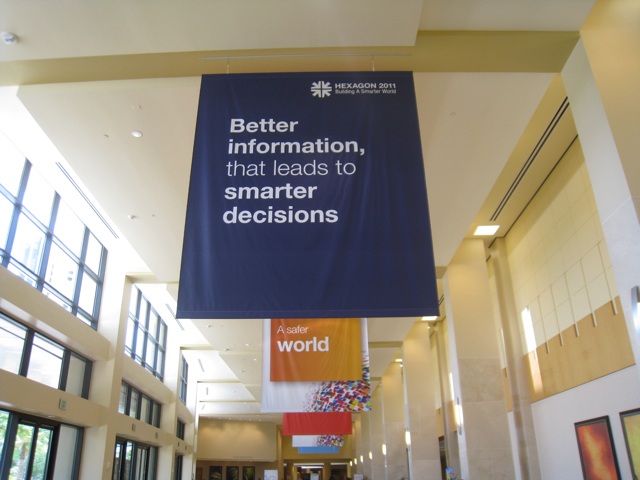 HEXAGON 2011
Building A Smarter World
Better
information,
that leads to
smarter
decisions
A safer
world